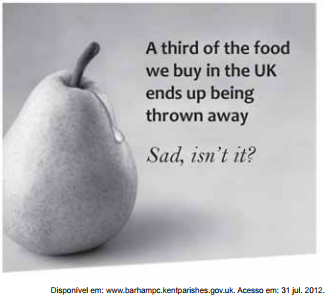 A third of the food
we buy in the UK
ends up being
thrown away
Sad, isn't it?
Disponível em: www.barhampc.kentparishes.gov.uk. Acesso em: 31 jul. 2012.